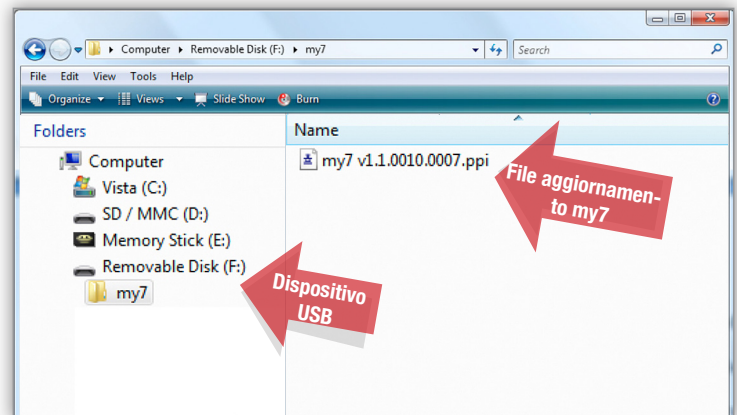 Computer ▸ Removable Disk (F:) ▸ my7
Search
File Edit View Tools Help
Organize Views Slide Show Burn
Folders
Name
Computer
my7 v1.1.0010.0007.ppi
Vista (C:)
SD / MMC (D:)
Memory Stick (E:)
Removable Disk (F:)
my7
File aggiornamen-
to my7
Dispositivo
USB